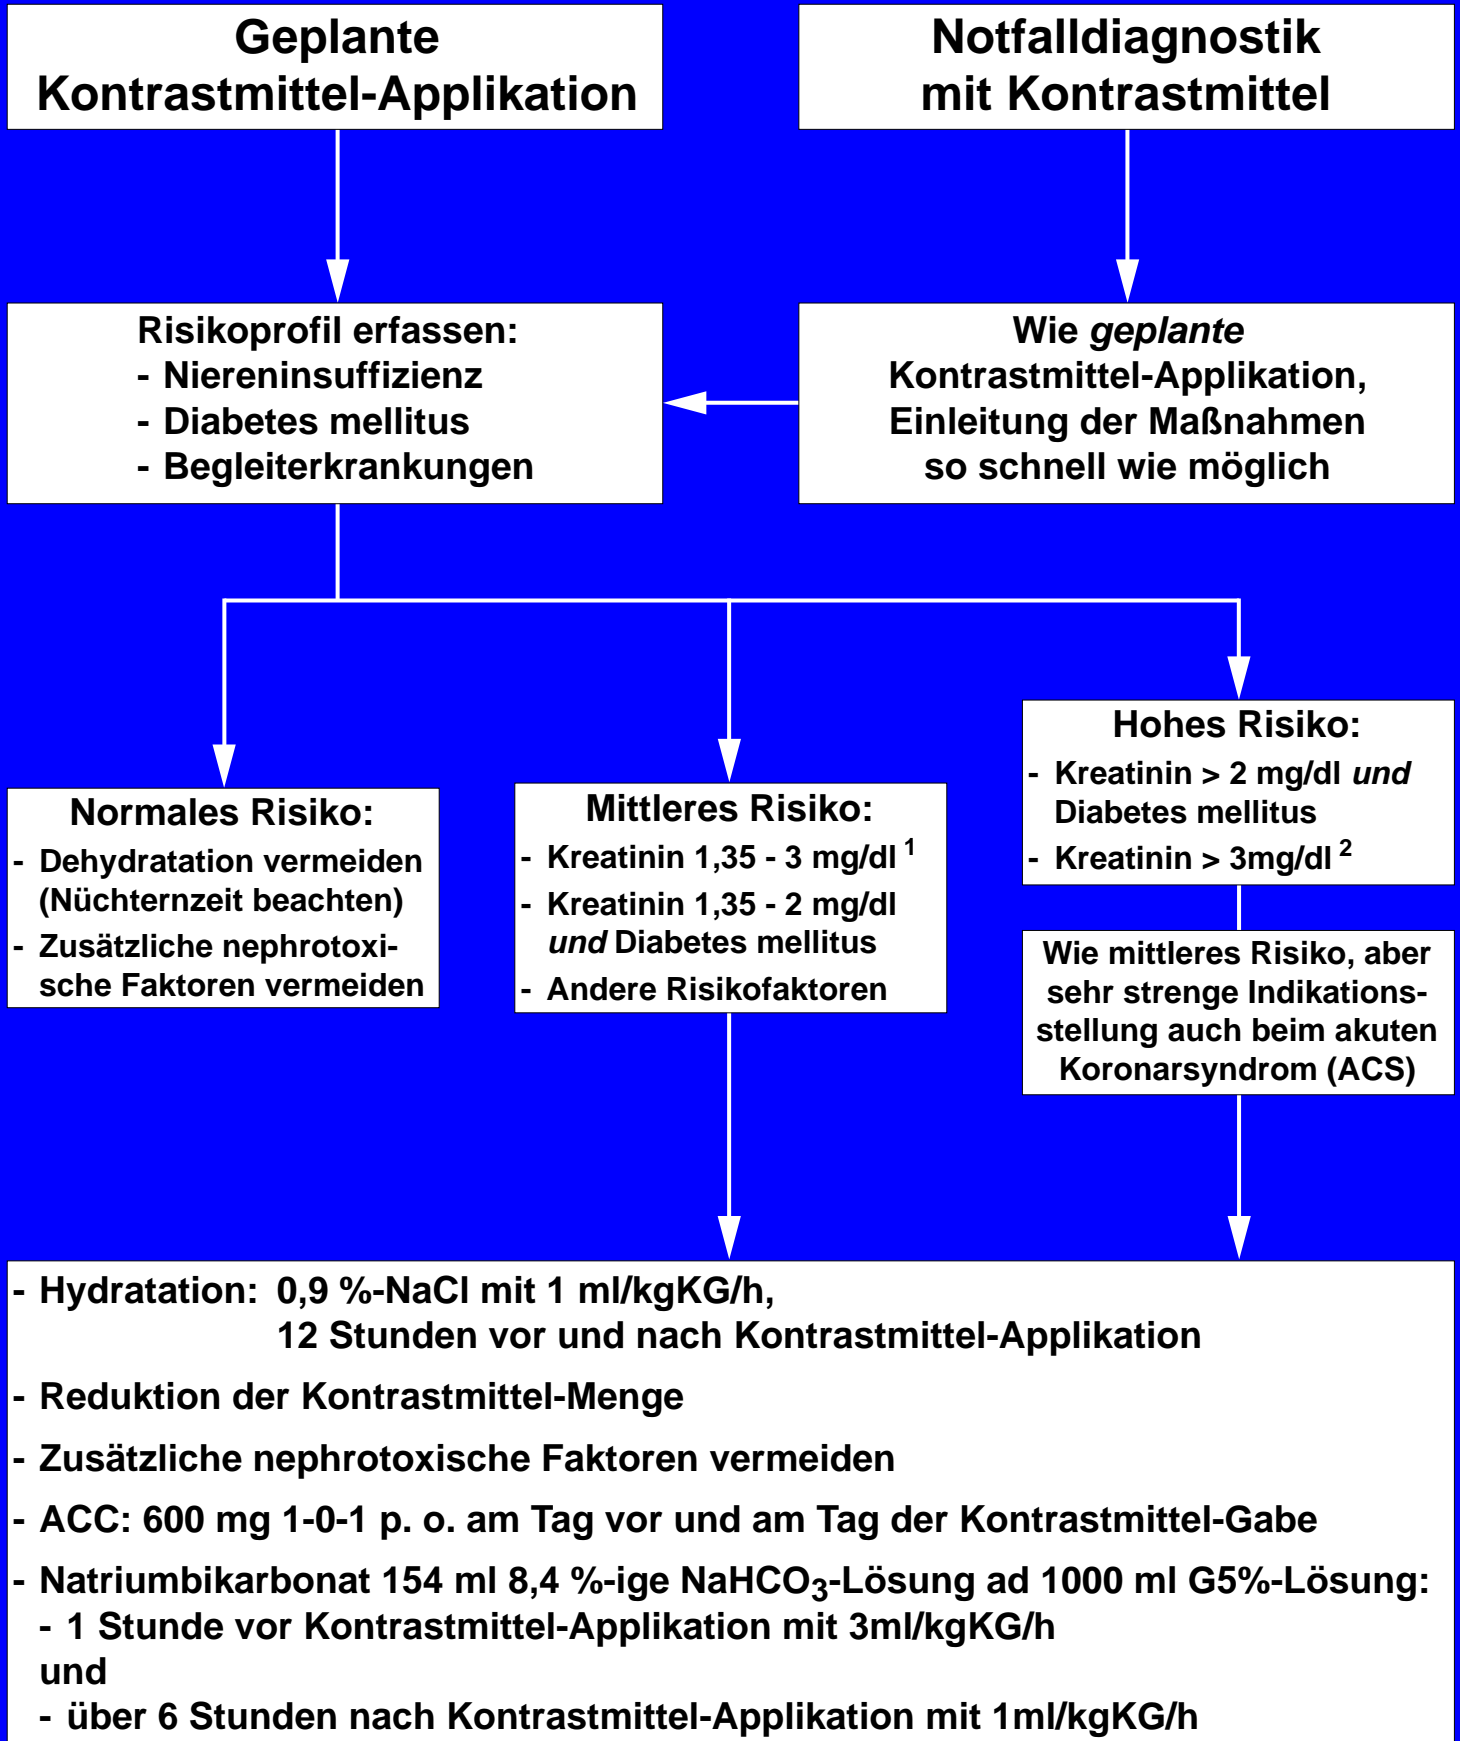 Geplante
Kontrastmittel-Applikation
Notfalldiagnostik
mit Kontrastmittel
Risikoprofil erfassen:
- Niereninsuffizienz
- Diabetes mellitus
- Begleiterkrankungen
Wie geplante
Kontrastmittel-Applikation,
Einleitung der Maßnahmen
so schnell wie möglich
Normales Risiko:
- Dehydratation vermeiden
(Nüchternzeit beachten)
- Zusätzliche nephrotoxi-
sche Faktoren vermeiden
Mittleres Risiko:
- Kreatinin 1,35 - 3 mg/dl 1
- Kreatinin 1,35 - 2 mg/dl
und Diabetes mellitus
- Andere Risikofaktoren
Hohes Risiko:
- Kreatinin > 2 mg/dl und
Diabetes mellitus
- Kreatinin > 3mg/dl 2
Wie mittleres Risiko, aber
sehr strenge Indikations-
stellung auch beim akuten
Koronarsyndrom (ACS)
- Hydratation: 0,9 %-NaCl mit 1 ml/kgKG/h,
12 Stunden vor und nach Kontrastmittel-Applikation
- Reduktion der Kontrastmittel-Menge
- Zusätzliche nephrotoxische Faktoren vermeiden
- ACC: 600 mg 1-0-1 p. o. am Tag vor und am Tag der Kontrastmittel-Gabe
- Natriumbikarbonat 154 ml 8,4 %-ige NaHCO3-Lösung ad 1000 ml G5%-Lösung:
- 1 Stunde vor Kontrastmittel-Applikation mit 3ml/kgKG/h
und
- über 6 Stunden nach Kontrastmittel-Applikation mit 1ml/kgKG/h